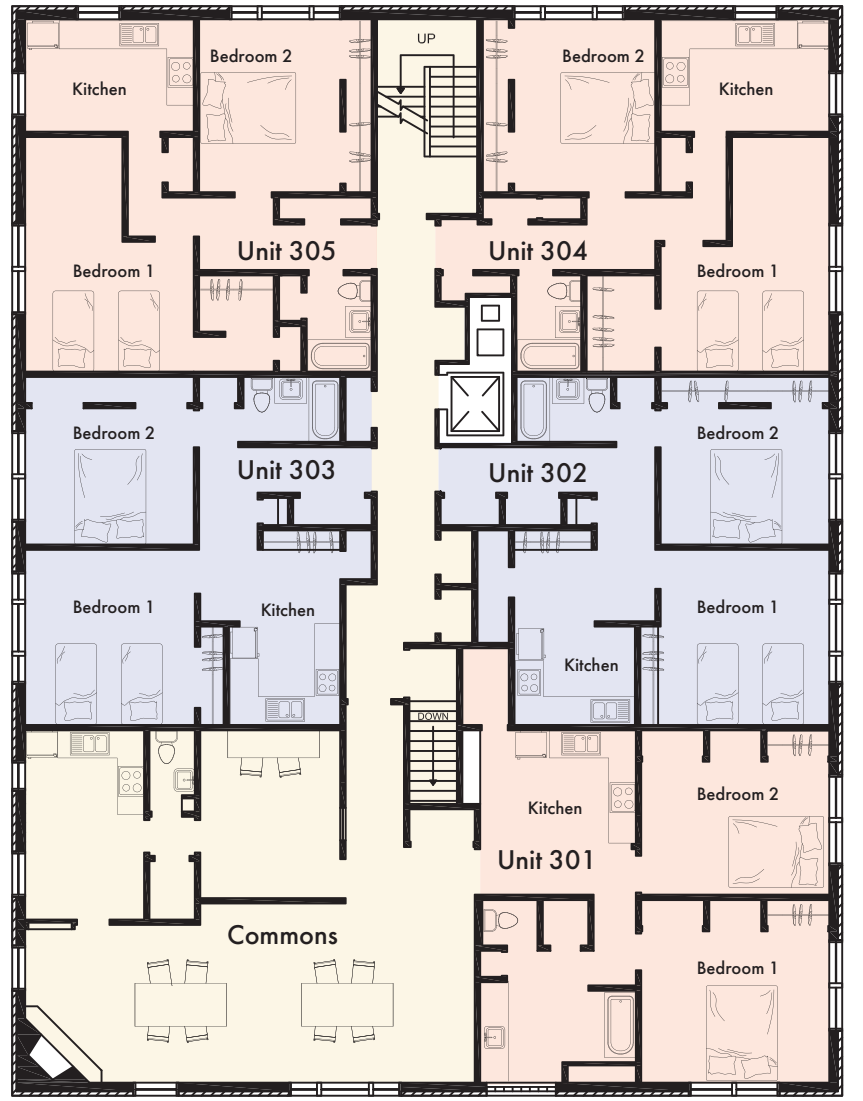 UP
Bedroom 2
Bedroom 2
Kitchen
Kitchen
Unit 305
Unit 304
Bedroom 1
Bedroom 1
Bedroom 2
Bedroom 2
Unit 303
Unit 302
Bedroom 1
Kitchen
Bedroom 1
Kitchen
DOWN
Bedroom 2
Kitchen
Unit 301
Commons
Bedroom 1